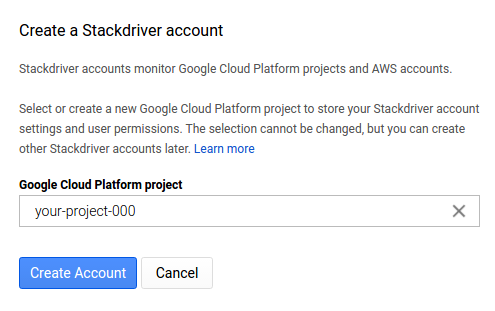 Create a Stackdriver account
Stackdriver accounts monitor Google Cloud Platform projects and AWS accounts.
Select or create a new Google Cloud Platform project to store your Stackdriver account
settings and user permissions. The selection cannot be changed, but you can create
other Stackdriver accounts later. Learn more
Google Cloud Platform project
your-project-000
Create Account Cancel